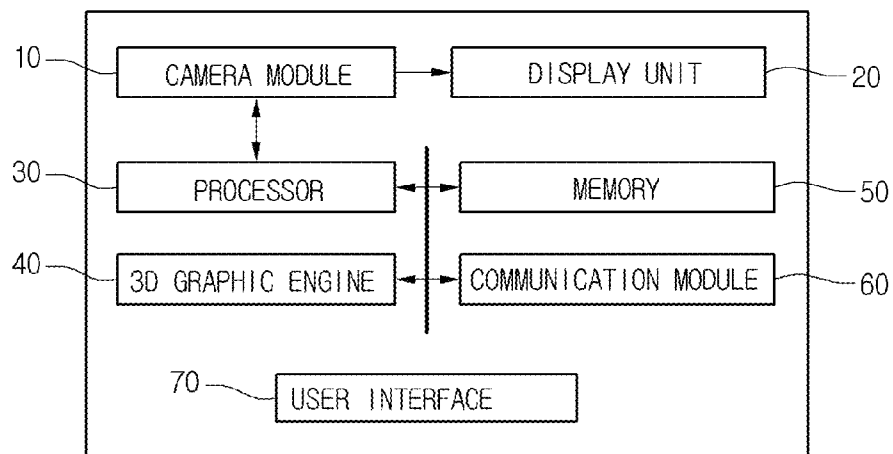 10 CAMERA MODULE DISPLAY UNIT 20
30 PROCESSOR MEMORY 50
40 3D GRAPHIC ENGINE COMMUNICATION MODULE 60
70 USER INTERFACE